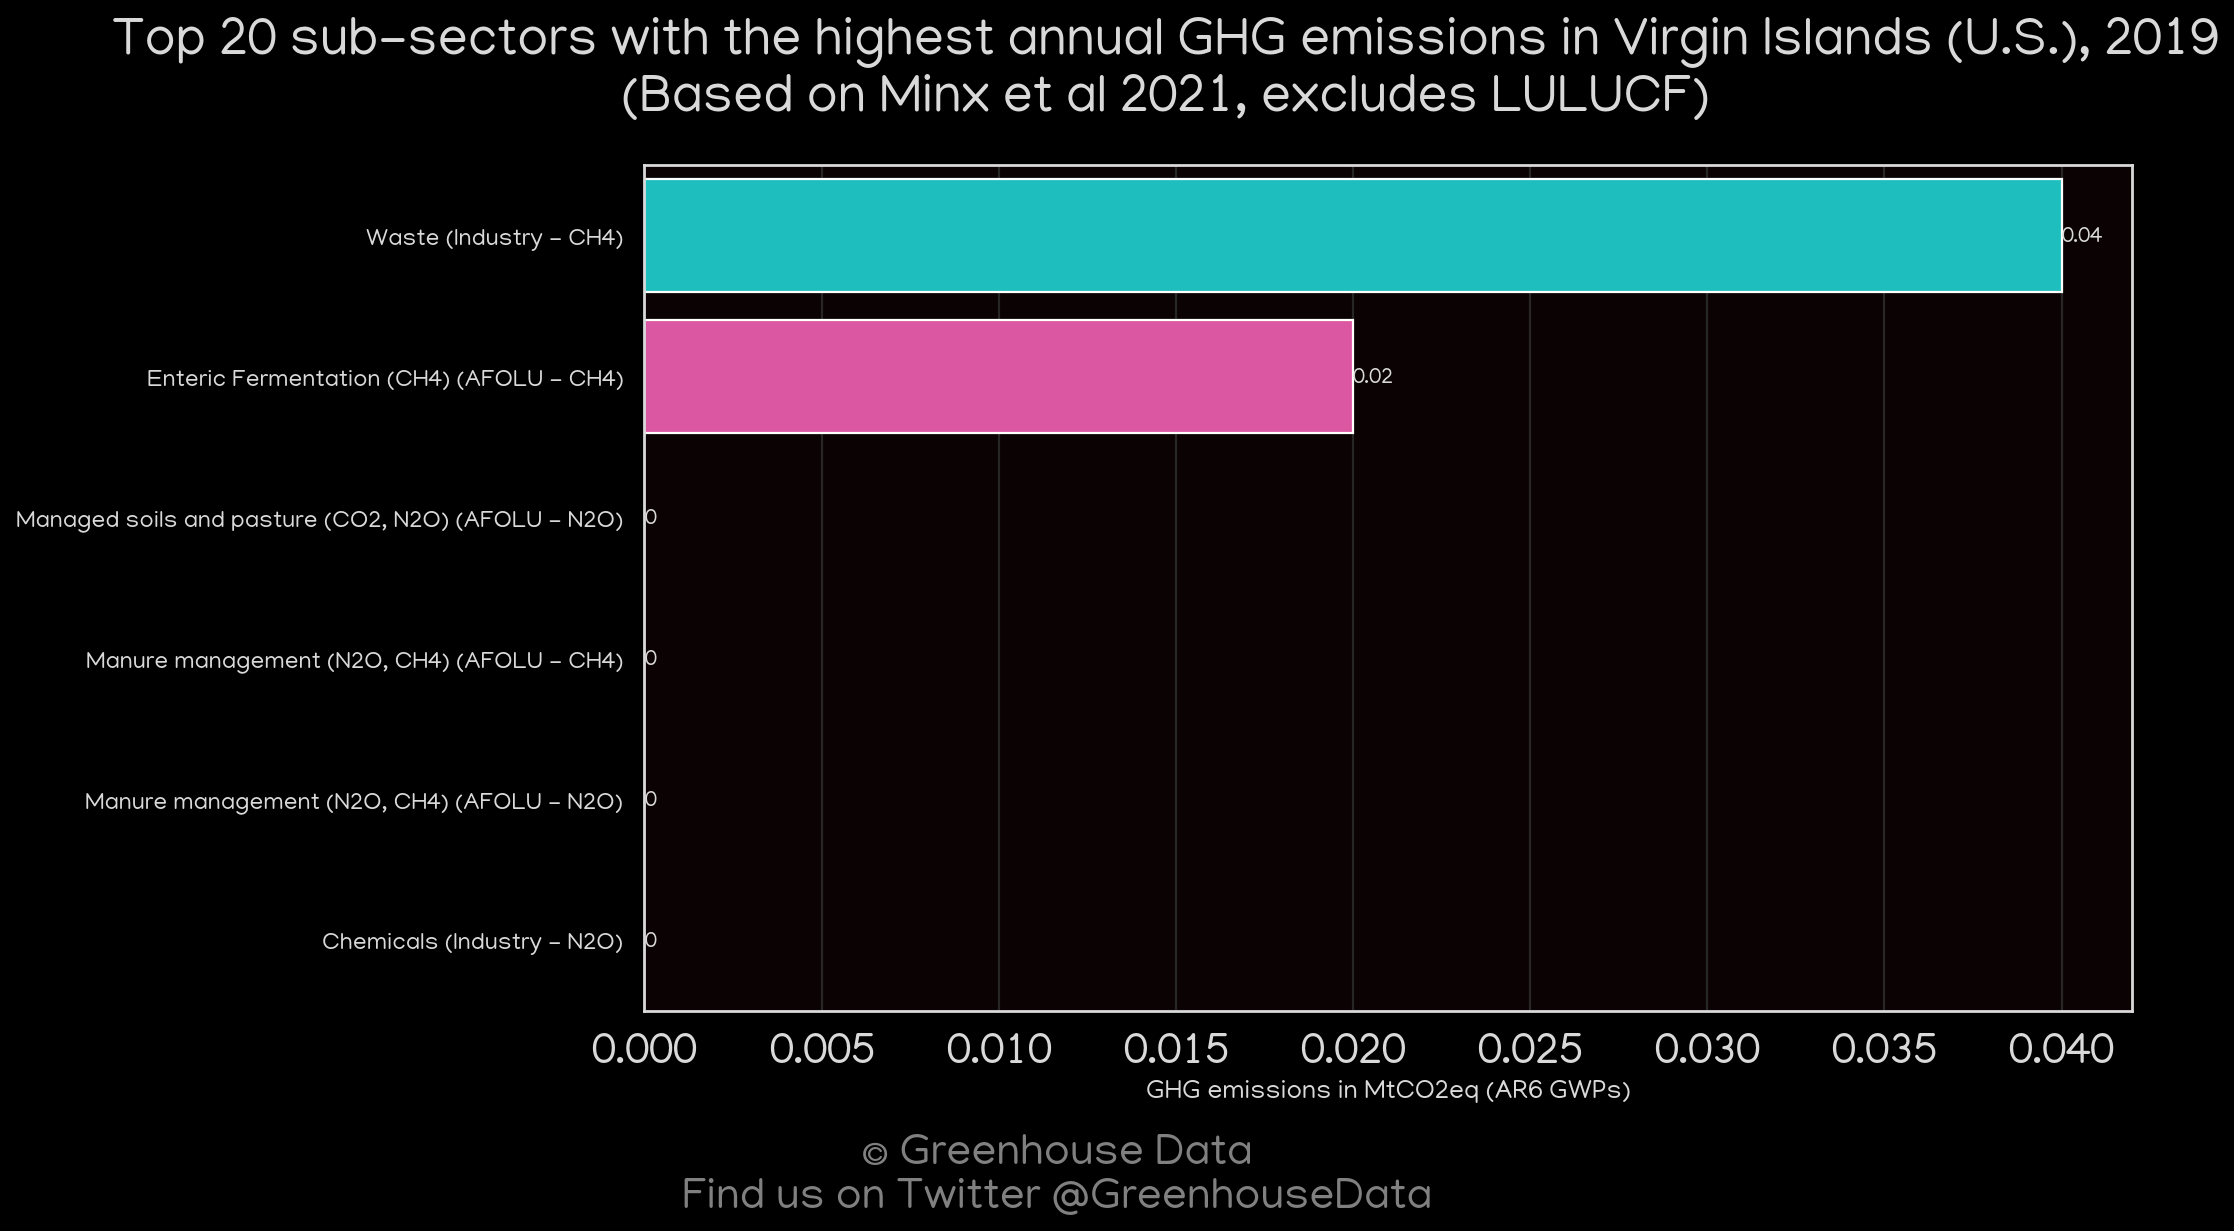 Top 20 sub-sectors with the highest annual GHG emissions in Virgin Islands (U.S.), 2019
(Based on Minx et al 2021, excludes LULUCF)
Waste (Industry - CH4)
0.04
Enteric Fermentation (CH4) (AFOLU - CH4)
0.02
Managed soils and pasture (CO2, N2O) (AFOLU - N2O)
0
Manure management (N2O, CH4) (AFOLU - CH4)
0
Manure management (N2O, CH4) (AFOLU - N2O)
0
Chemicals (Industry - N2O)
0
0.000 0.005 0.010 0.015 0.020 0.025 0.030 0.035 0.040
GHG emissions in MtCO2eq (AR6 GWPs)
© Greenhouse Data
Find us on Twitter @GreenhouseData